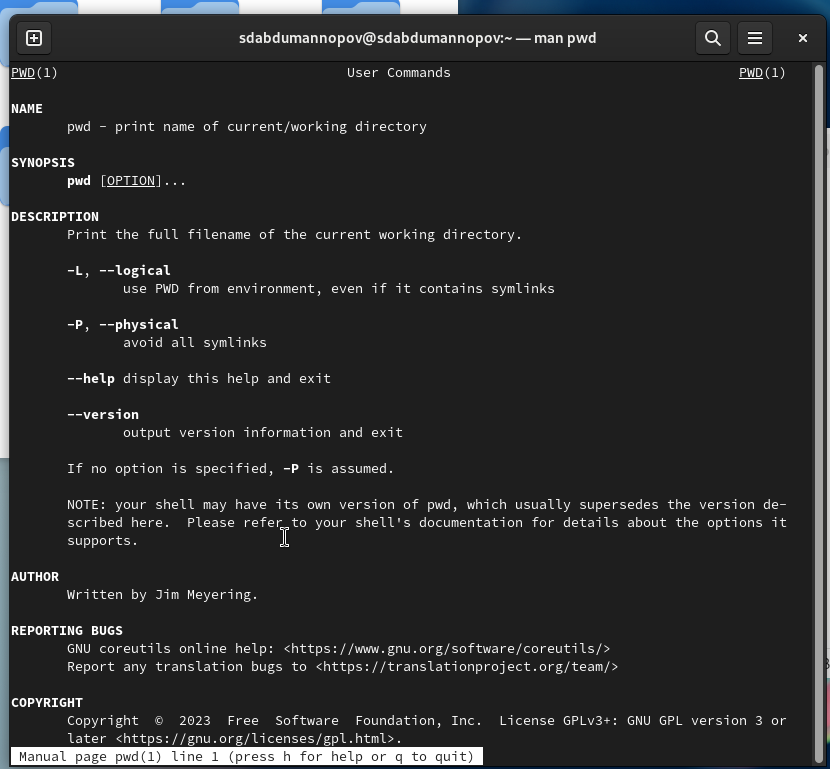 sdabdumannopov@sdabdumannopov:~ — man pwd
PWD(1) User Commands PWD(1)
NAME
pwd - print name of current/working directory
SYNOPSIS
pwd [OPTION]...
DESCRIPTION
Print the full filename of the current working directory.
-L, --logical
use PWD from environment, even if it contains symlinks
-P, --physical
avoid all symlinks
--help display this help and exit
--version
output version information and exit
If no option is specified, -P is assumed.
NOTE: your shell may have its own version of pwd, which usually supersedes the version de-
scribed here.  Please refer to your shell's documentation for details about the options it
supports.
AUTHOR
Written by Jim Meyering.
REPORTING BUGS
GNU coreutils online help: <https://www.gnu.org/software/coreutils/>
Report any translation bugs to <https://translationproject.org/team/>
COPYRIGHT
Copyright © 2023 Free Software Foundation, Inc. License GPLv3+: GNU GPL version 3 or
later <https://gnu.org/licenses/gpl.html>.
Manual page pwd(1) line 1 (press h for help or q to quit)